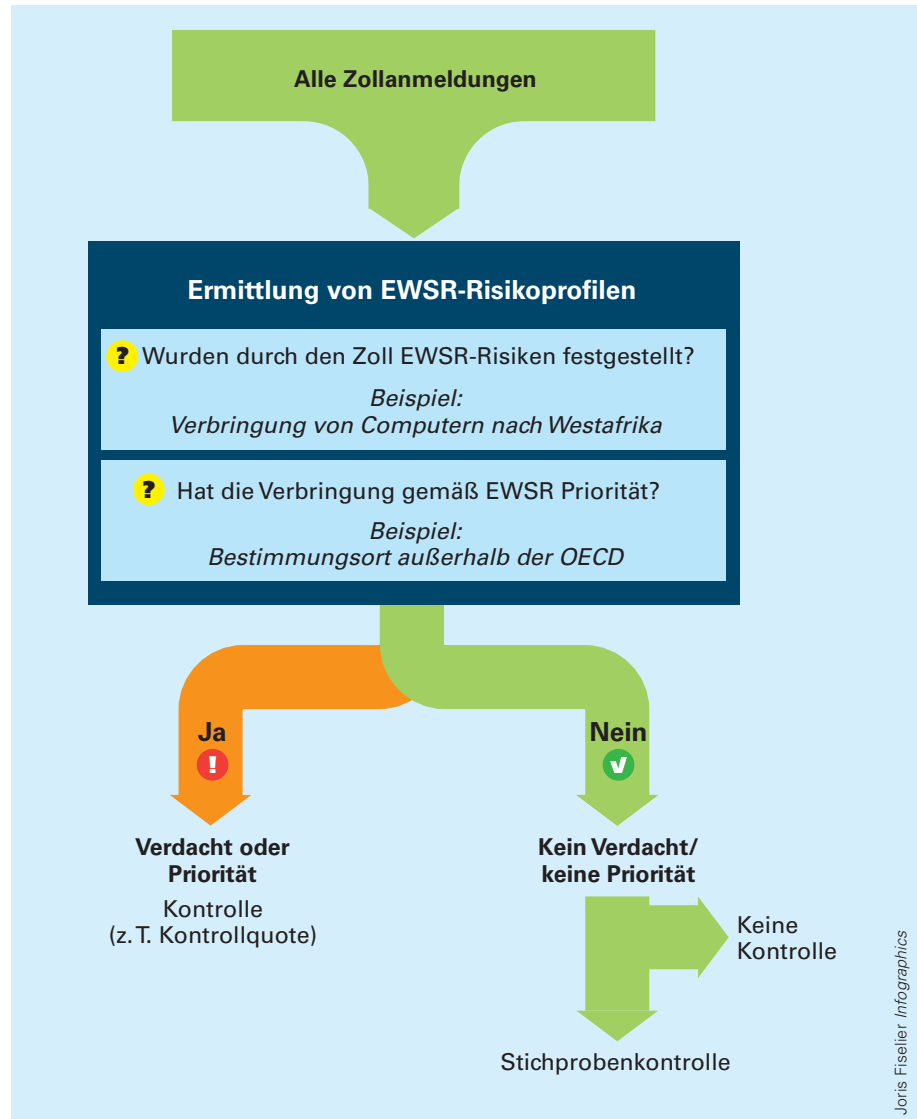 Alle Zollanmeldungen
Ermittlung von EWSR-Risikoprofilen
? Wurden durch den Zoll EWSR-Risiken festgestellt?
Beispiel:
Verbringung von Computern nach Westafrika
? Hat die Verbringung gemäß EWSR Priorität?
Beispiel:
Bestimmungsort außerhalb der OECD
Ja
!
Nein
Verdacht oder
Priorität
Kontrolle
(z. T. Kontrollquote)
Kein Verdacht/
keine Priorität
Keine
Kontrolle
Stichprobenkontrolle
Joris Fiselier Infographics